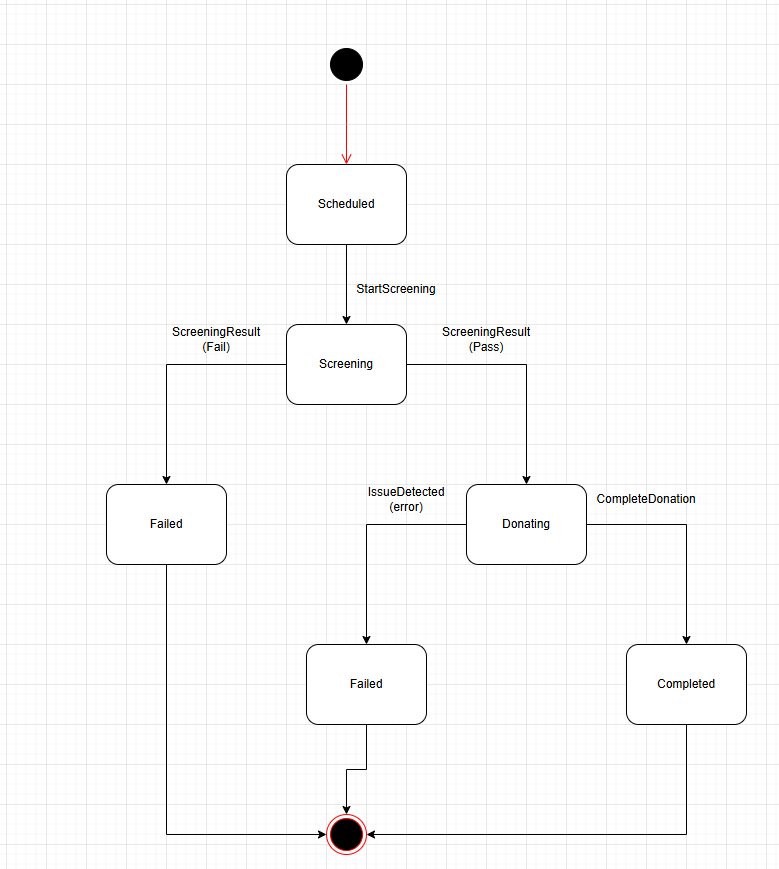 Scheduled
StartScreening
ScreeningResult
(Fail)
ScreeningResult
(Pass)
Screening
IssueDetected
(error)
CompleteDonation
Failed
Donating
Failed
Completed